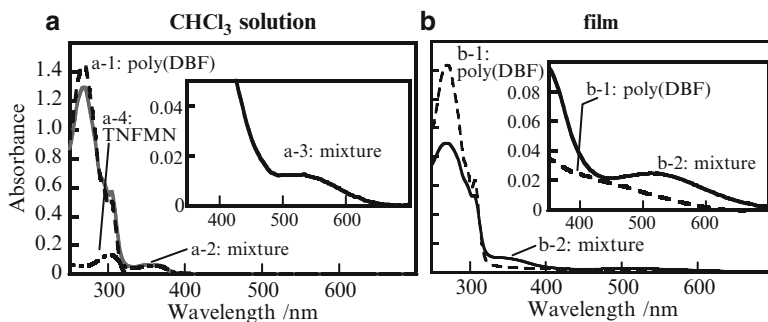 a
CHCl₃ solution
Absorbance
1.4
1.2
1.0
0.8
0.6
0.4
0.2
0
a-1: poly(DBF)
a-4:
TNFMN
a-2: mixture
0.04
0.02
a-3: mixture
400 500 600
300 400 500 600
Wavelength /nm
b
film
b-1:
poly(DBF)
0.08
0.04
0.02
0
b-1: poly(DBF)
b-2: mixture
400 500 600
b-2: mixture
300 400 500 600
Wavelength /nm